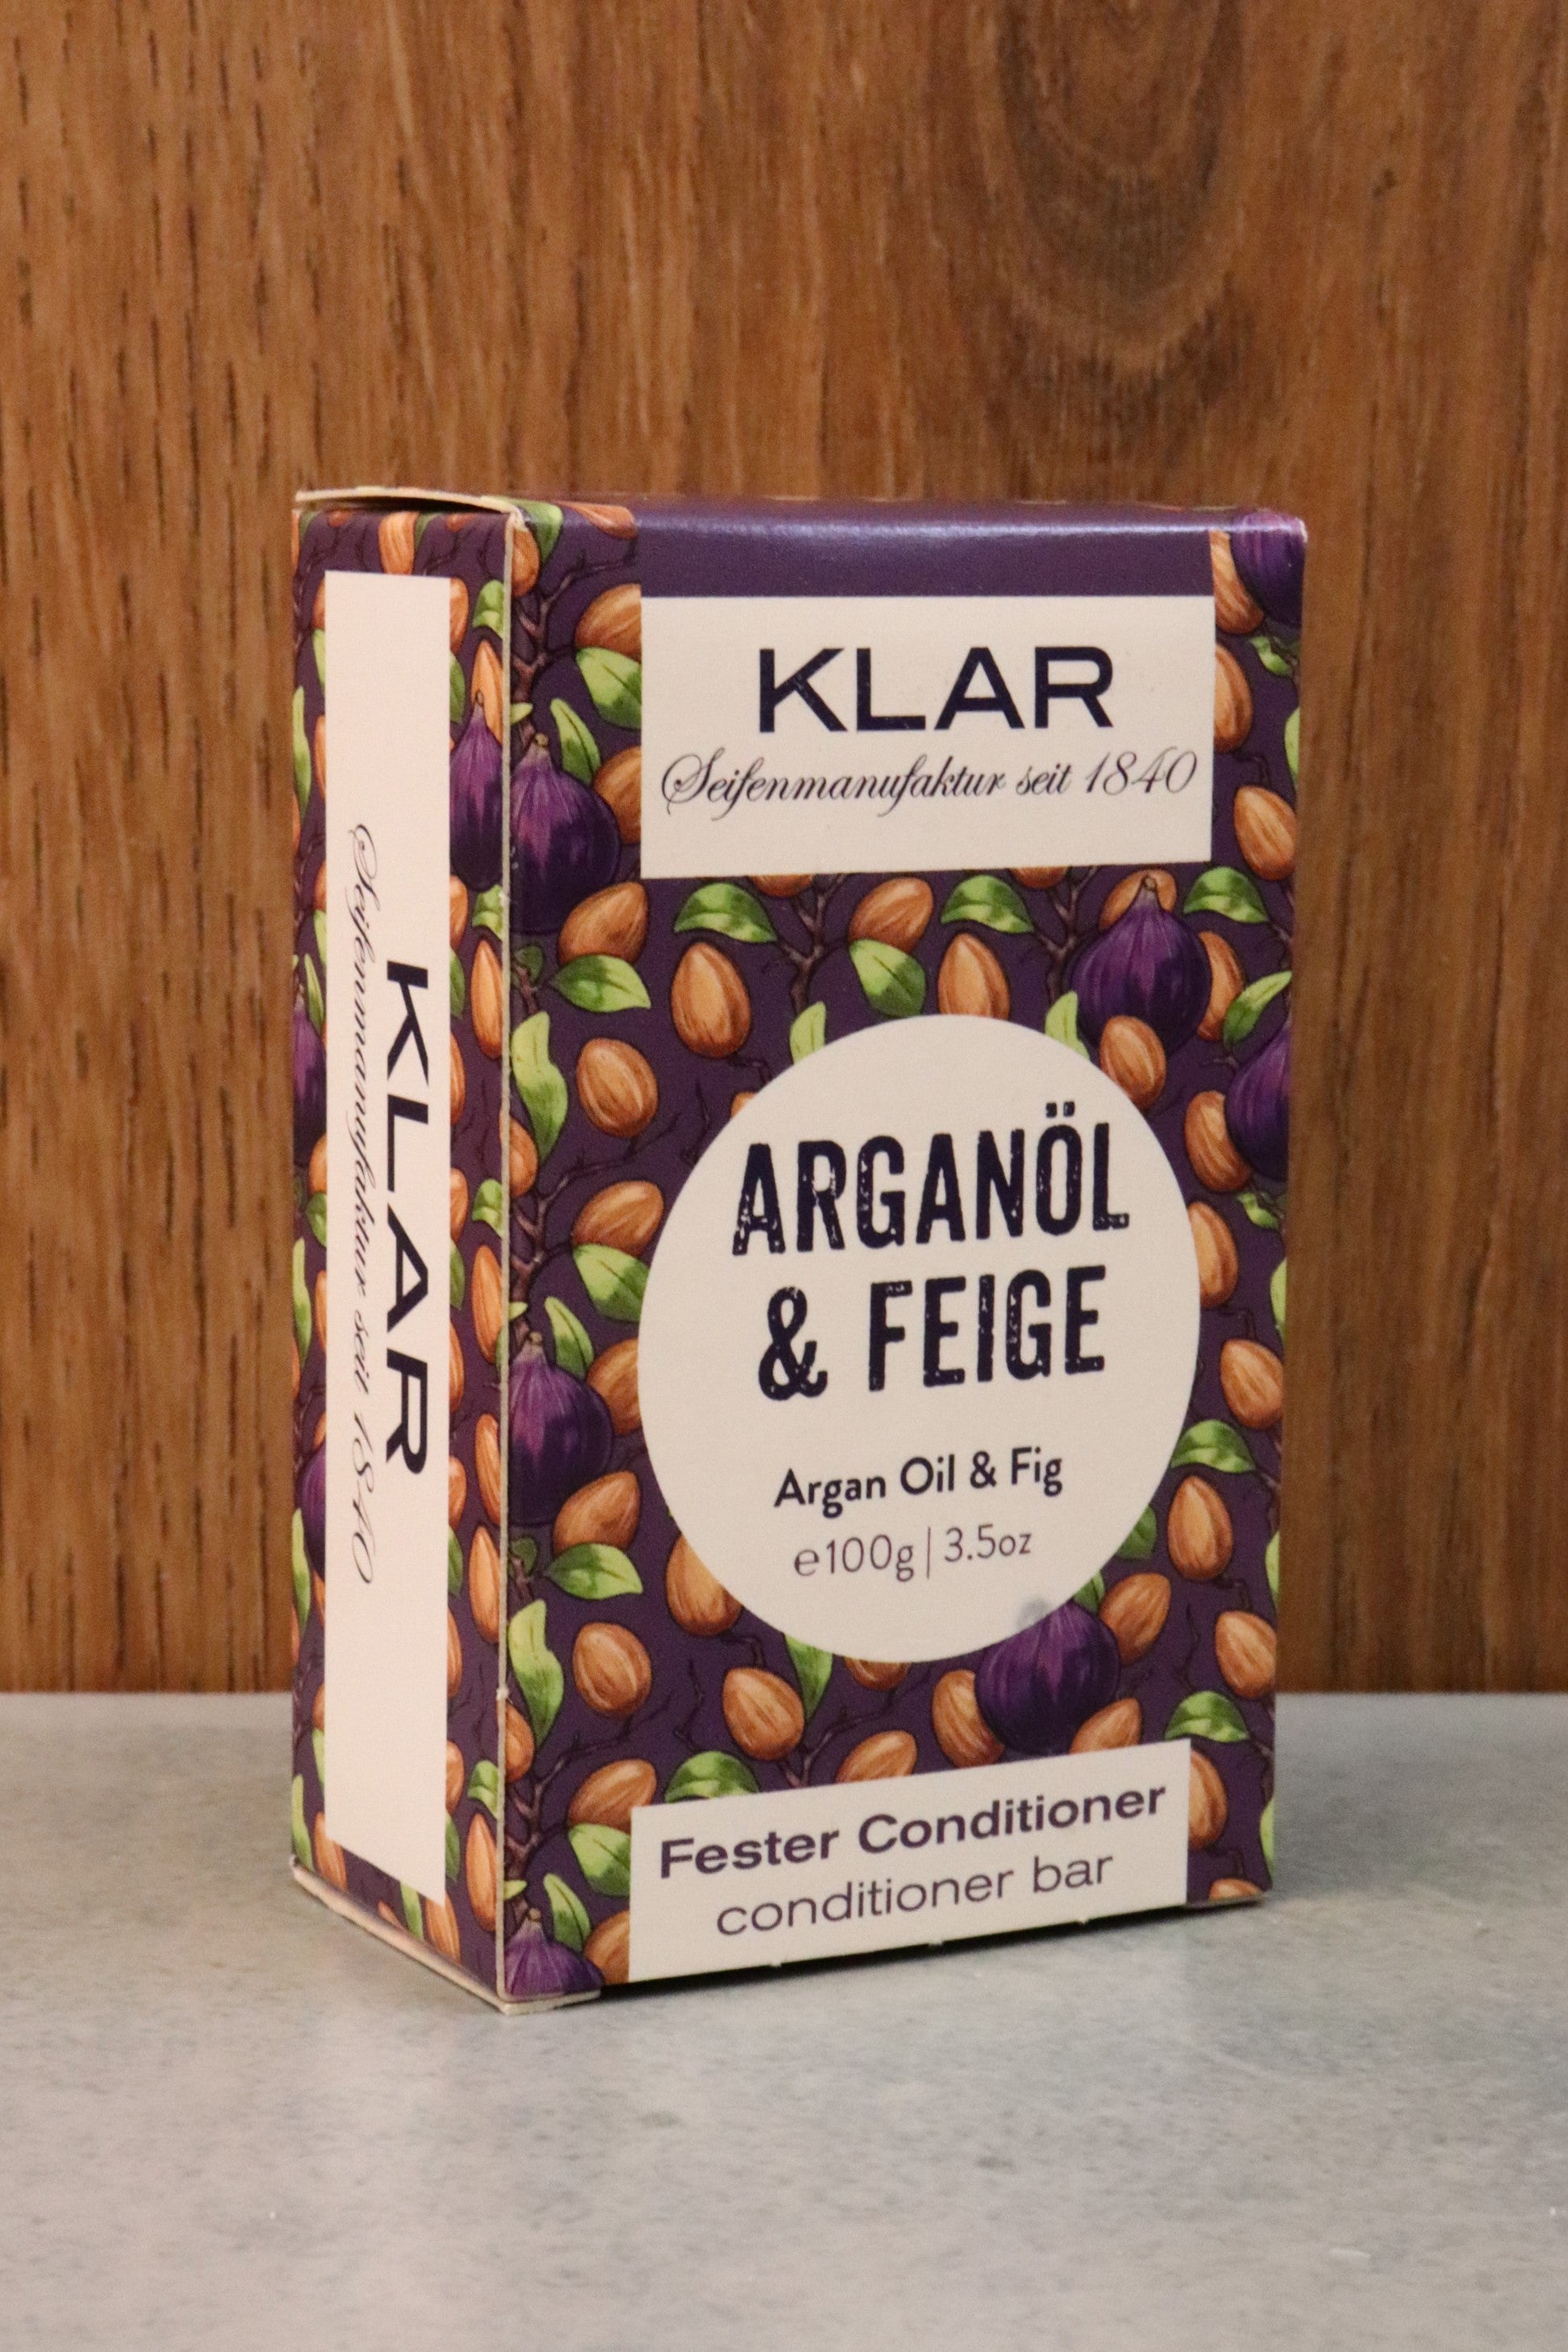 KLAR
Seifenmanufaktur seit 1840
ARGANÖL
& FEIGE
Argan Oil & Fig
℮100g | 3.5oz
Fester Conditioner
conditioner bar
KLAR
Seifenmanufaktur seit 1840